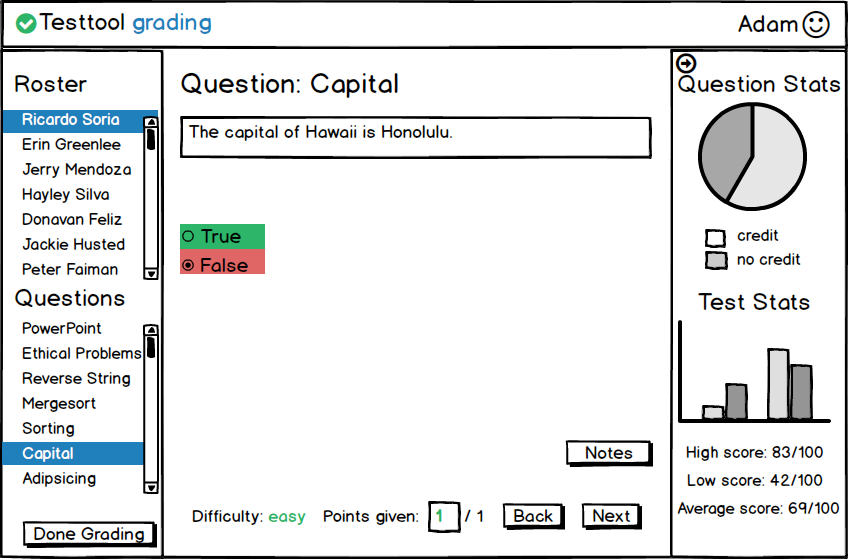 Testtool grading
Adam
Roster
Ricardo Soria
Erin Greenlee
Jerry Mendoza
Hayley Silva
Donavan Feliz
Jackie Husted
Peter Faiman
Questions
PowerPoint
Ethical Problems
Reverse String
Mergesort
Sorting
Capital
Adipsicing
Done Grading
Question: Capital
The capital of Hawaii is Honolulu.
True
False
Notes
Difficulty: easy Points given: 1 / 1 Back Next
Question Stats
credit
no credit
Test Stats
High score: 83/100
Low score: 42/100
Average score: 69/100